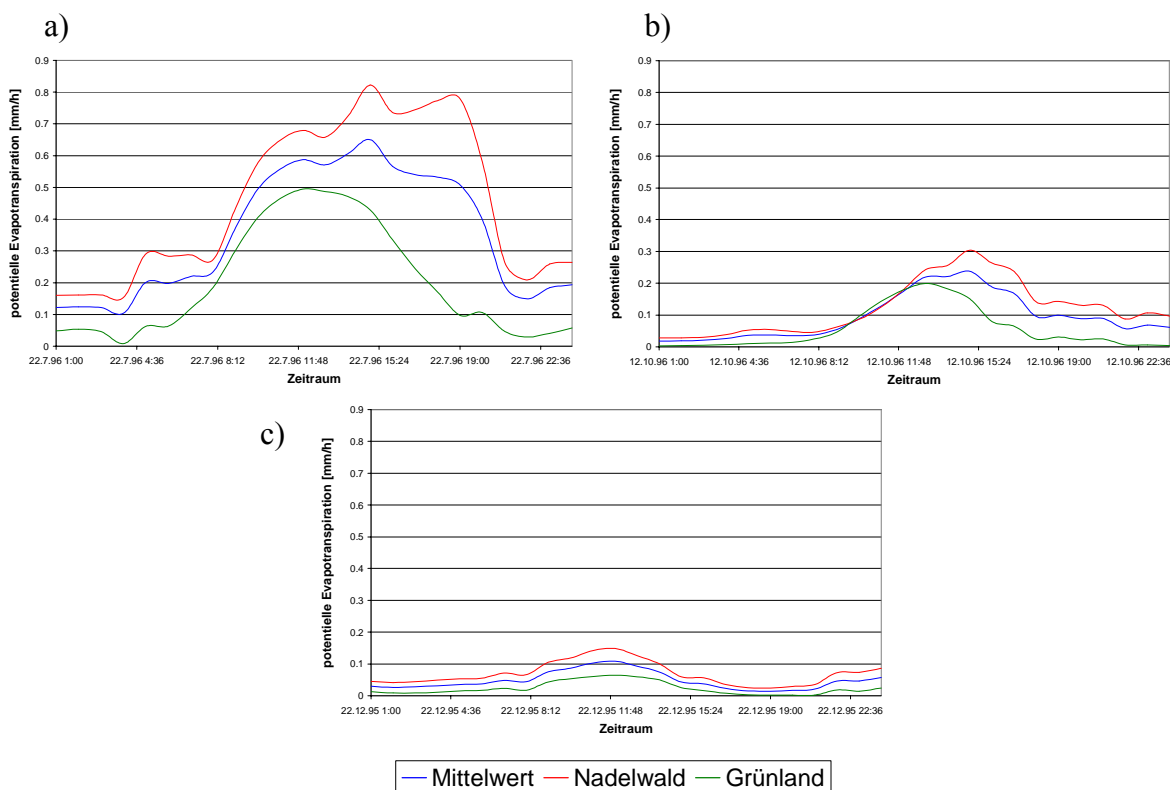 a)
0.9
0.8
0.7
0.6
0.5
0.4
0.3
0.2
0.1
0
potentielle Evapotranspiration [mm/h]
22.7.96 1:00 22.7.96 4:36 22.7.96 8:12 22.7.96 11:48 22.7.96 15:24 22.7.96 19:00 22.7.96 22:36
Zeitraum
b)
0.9
0.8
0.7
0.6
0.5
0.4
0.3
0.2
0.1
0
potentielle Evapotranspiration [mm/h]
12.10.96 1:00 12.10.96 4:36 12.10.96 8:12 12.10.96 11:48 12.10.96 15:24 12.10.96 19:00 12.10.96 22:36
Zeitraum
c)
0.9
0.8
0.7
0.6
0.5
0.4
0.3
0.2
0.1
0
potentielle Evapotranspiration [mm/h]
22.12.95 1:00 22.12.95 4:36 22.12.95 8:12 22.12.95 11:48 22.12.95 15:24 22.12.95 19:00 22.12.95 22:36
Zeitraum
Mittelwert Nadelwald Grünland